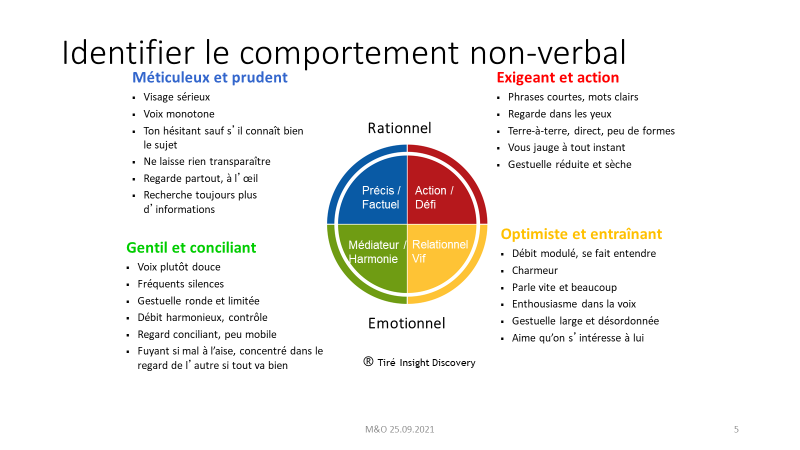 Identifier le comportement non-verbal
Méticuleux et prudent
▪ Visage sérieux
▪ Voix monotone
▪ Ton hésitant sauf s’il connaît bien
le sujet
▪ Ne laisse rien transparaître
▪ Regarde partout, à l’œil
▪ Recherche toujours plus
d’informations
Gentil et conciliant
▪ Voix plutôt douce
▪ Fréquents silences
▪ Gestuelle ronde et limitée
▪ Débit harmonieux, contrôle
▪ Regard conciliant, peu mobile
▪ Fuyant si mal à l’aise, concentré dans le
regard de l’autre si tout va bien
Rationnel
Précis /
Factuel
Action /
Défi
Médiateur /
Harmonie
Relationnel
Vif
Emotionnel
® Tiré Insight Discovery
Exigeant et action
▪ Phrases courtes, mots clairs
▪ Regarde dans les yeux
▪ Terre-à-terre, direct, peu de formes
▪ Vous jauge à tout instant
▪ Gestuelle réduite et sèche
Optimiste et entraînant
▪ Débit modulé, se fait entendre
▪ Charmeur
▪ Parle vite et beaucoup
▪ Enthousiasme dans la voix
▪ Gestuelle large et désordonnée
▪ Aime qu’on s’intéresse à lui
M&O 25.09.2021
5